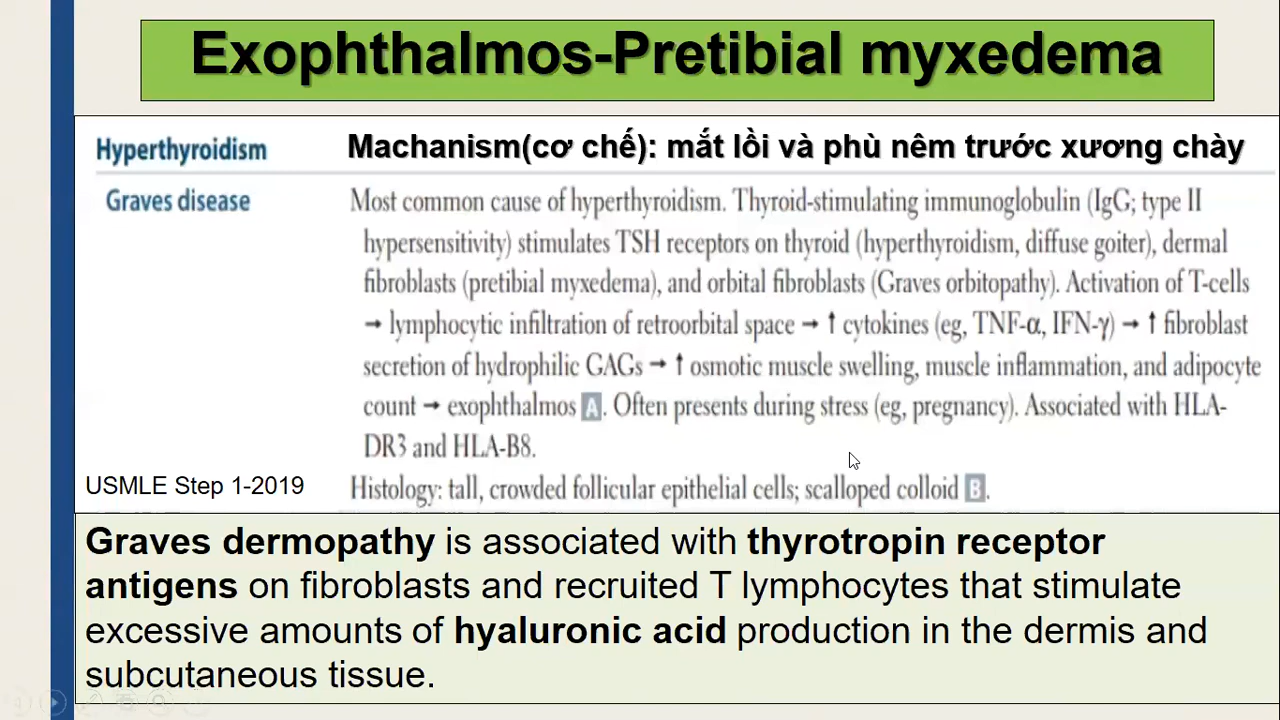 Exophthalmos-Pretibial myxedema
Hyperthyroidism
Machanism(cơ chế): mắt lồi và phù nêm trước xương chày
Graves disease
Most common cause of hyperthyroidism. Thyroid-stimulating immunoglobulin (IgG; type II
hypersensitivity) stimulates TSH receptors on thyroid (hyperthyroidism, diffuse goiter), dermal
fibroblasts (pretibial myxedema), and orbital fibroblasts (Graves orbitopathy). Activation of T-cells
→ lymphocytic infiltration of retroorbital space → ↑ cytokines (eg, TNF-α, IFN-γ) → ↑ fibroblast
secretion of hydrophilic GAGs → ↑ osmotic muscle swelling, muscle inflammation, and adipocyte
count → exophthalmos A. Often presents during stress (eg, pregnancy). Associated with HLA-
DR3 and HLA-B8.
USMLE Step 1-2019
Histology: tall, crowded follicular epithelial cells; scalloped colloid B.
Graves dermopathy is associated with thyrotropin receptor
antigens on fibroblasts and recruited T lymphocytes that stimulate
excessive amounts of hyaluronic acid production in the dermis and
subcutaneous tissue.